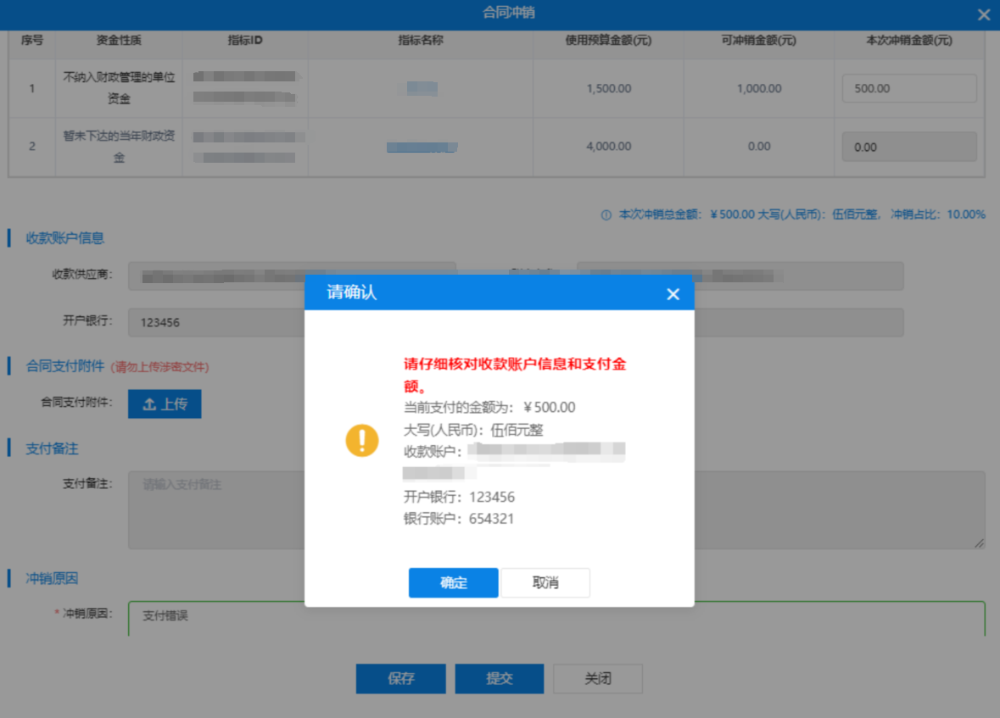 合同冲销
序号 资金性质 指标ID 指标名称 使用预算金额(元) 可冲销金额(元) 本次冲销金额(元)
不纳入财政管理的单位
1 1,500.00 1,000.00 500.00
资金
暂未下达的当年财政资
2 4,000.00 0.00 0.00
金
本次冲销总金额：￥500.00 大写(人民币)：伍佰元整, 冲销占比：10.00%
收款账户信息
收款供应商：
开户银行： 123456
合同支付附件 (请勿上传涉密文件)
合同支付附件： 上传
支付备注
支付备注： 请输入支付备注
冲销原因
* 冲销原因： 支付错误
请确认
请仔细核对收款账户信息和支付金
额。
当前支付的金额为：￥500.00
大写(人民币)：伍佰元整
收款账户：
开户银行：123456
银行账户：654321
确定 取消
保存 提交 关闭